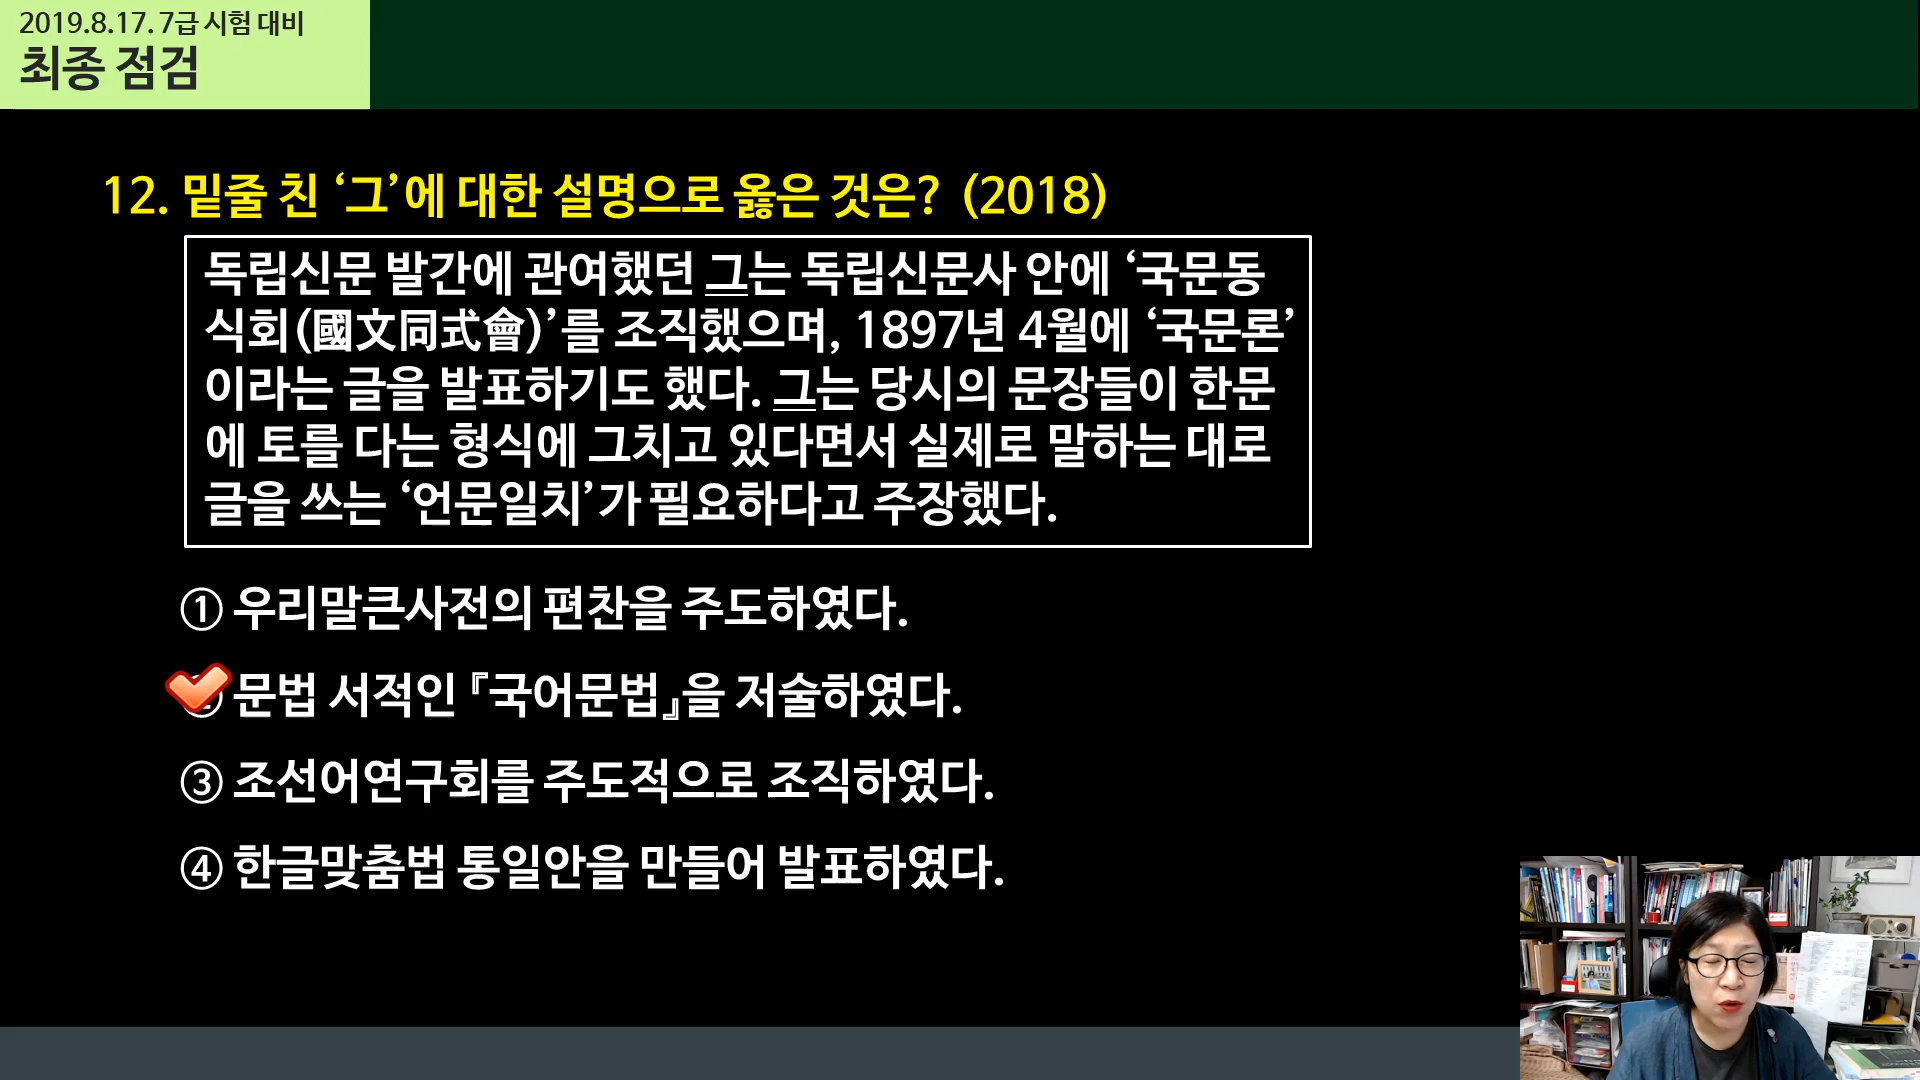 2019.8.17. 7급 시험 대비
최종 점검
12. 밑줄 친 ‘그’에 대한 설명으로 옳은 것은? (2018)
독립신문 발간에 관여했던 그는 독립신문사 안에 ‘국문동
식회(國文同式會)’를 조직했으며, 1897년 4월에 ‘국문론’
이라는 글을 발표하기도 했다. 그는 당시의 문장들이 한문
에 토를 다는 형식에 그치고 있다면서 실제로 말하는 대로
글을 쓰는 ‘언문일치’가 필요하다고 주장했다.
① 우리말큰사전의 편찬을 주도하였다.
② 문법 서적인 『국어문법』을 저술하였다.
③ 조선어연구회를 주도적으로 조직하였다.
④ 한글맞춤법 통일안을 만들어 발표하였다.